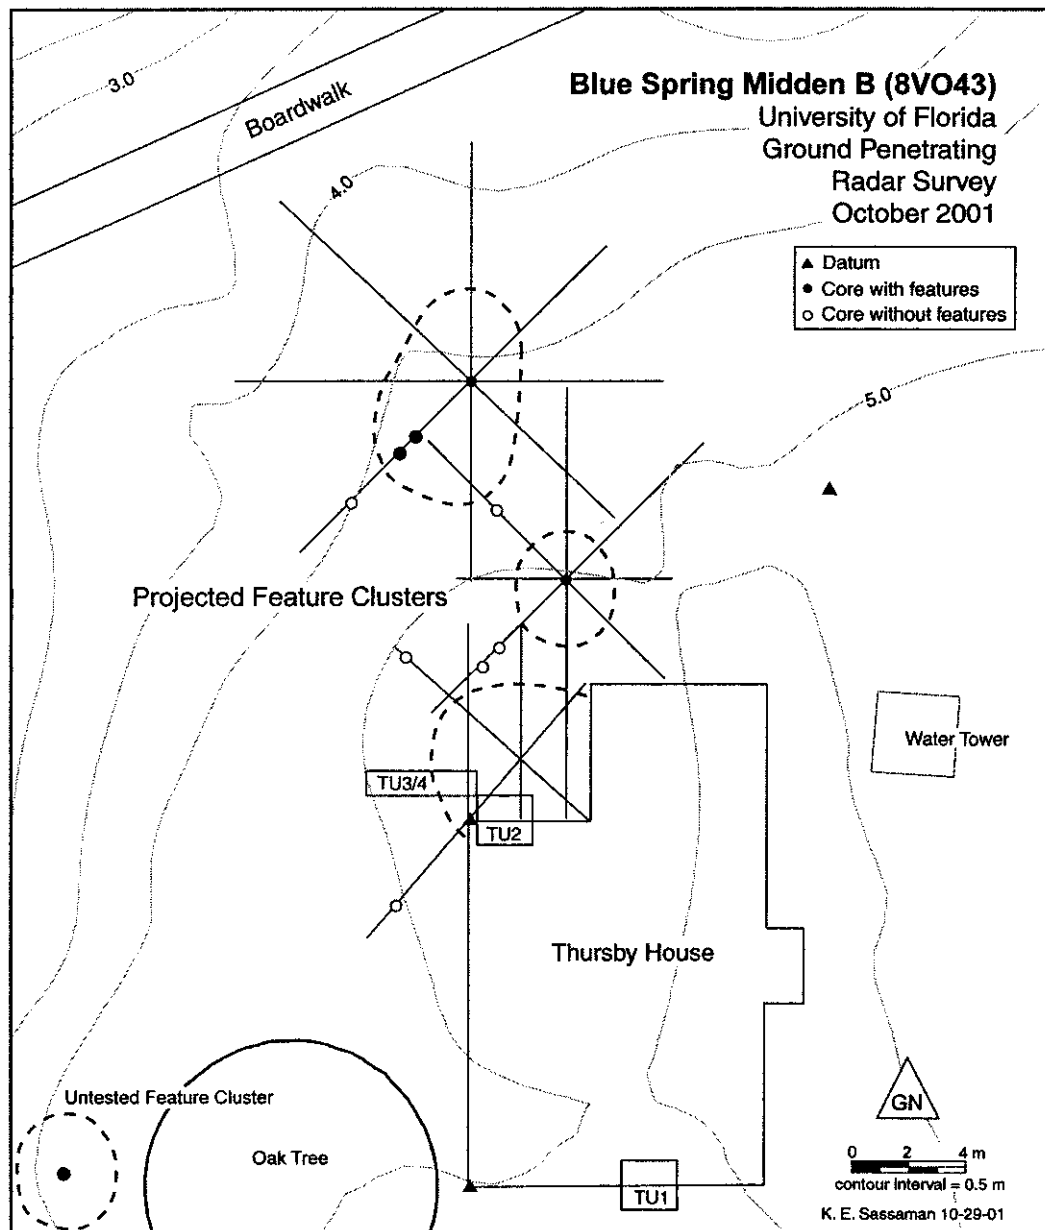 Blue Spring Midden B (8VO43)
University of Florida
Ground Penetrating
Radar Survey
October 2001
3.0
Boardwalk
4.0
Datum
Core with features
Core without features
5.0
Projected Feature Clusters
Water Tower
TU3/4
TU2
Thursby House
Untested Feature Cluster
GN
Oak Tree
0 2 4 m
contour interval = 0.5 m
TU1
K. E. Sassaman 10-29-01